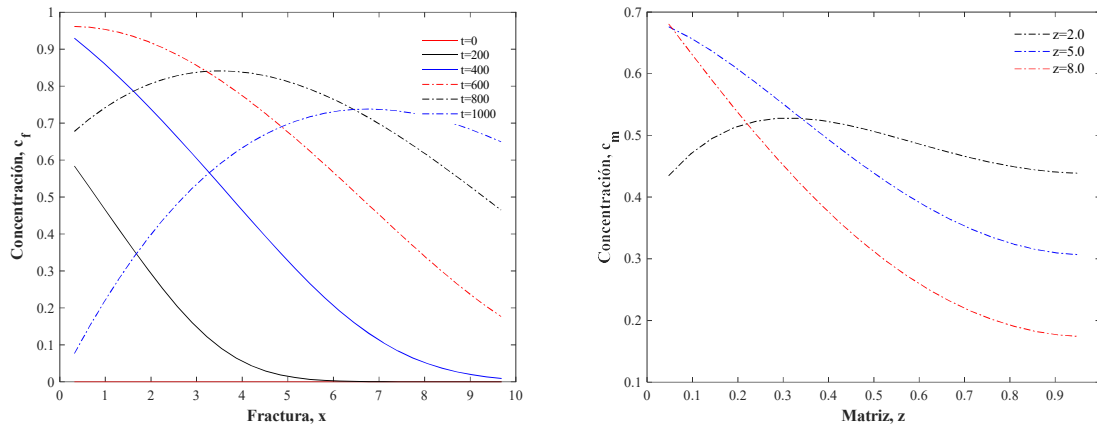 Concentración, c_f
1
0.9
0.8
0.7
0.6
0.5
0.4
0.3
0.2
0.1
0
0 1 2 3 4 5 6 7 8 9 10
Fractura, x
t=0
t=200
t=400
t=600
t=800
t=1000
Concentración, c_m
0.7
0.6
0.5
0.4
0.3
0.2
0.1
0 0.1 0.2 0.3 0.4 0.5 0.6 0.7 0.8 0.9
Matriz, z
z=2.0
z=5.0
z=8.0